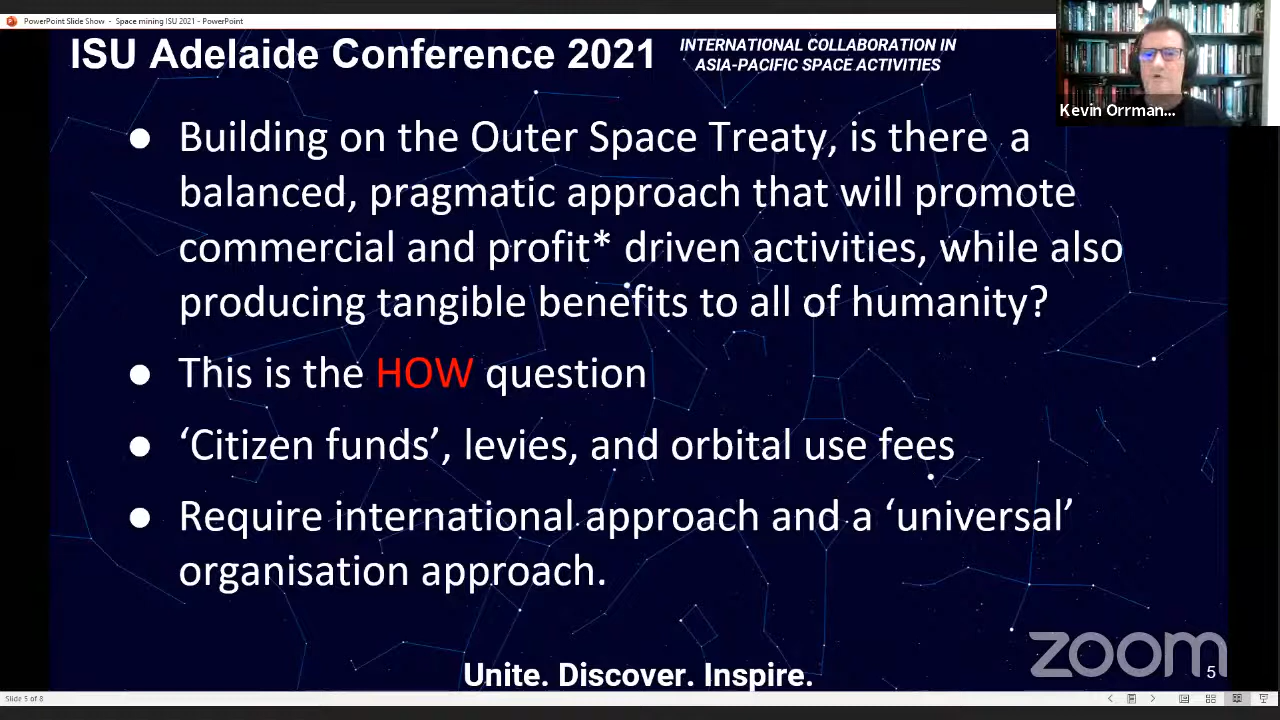 PowerPoint Slide Show - Space mining ISU 2021 - PowerPoint
ISU Adelaide Conference 2021
INTERNATIONAL COLLABORATION IN
ASIA-PACIFIC SPACE ACTIVITIES
Kevin Orrman...
● Building on the Outer Space Treaty, is there a
balanced, pragmatic approach that will promote
commercial and profit* driven activities, while also
producing tangible benefits to all of humanity?
● This is the HOW question
● ‘Citizen funds’, levies, and orbital use fees
● Require international approach and a ‘universal’
organisation approach.
Unite. Discover. Inspire.
zoom
5
Slide 5 of 8